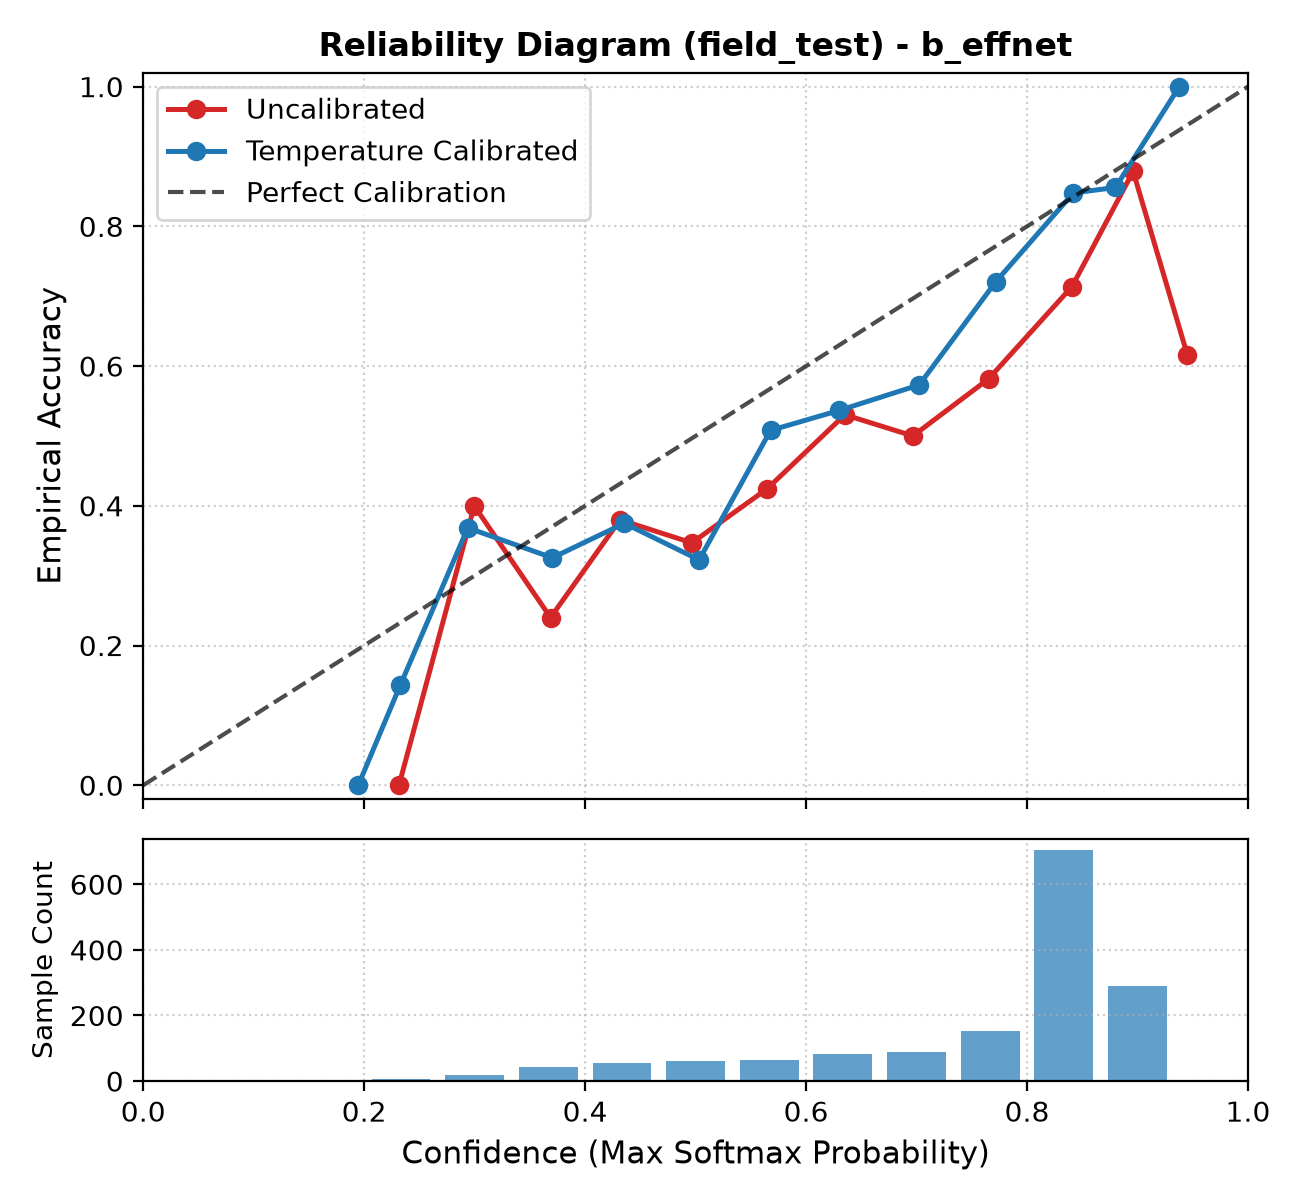 Reliability Diagram (field_test) - b_effnet
Uncalibrated
Temperature Calibrated
Perfect Calibration
Empirical Accuracy
1.0
0.8
0.6
0.4
0.2
0.0
Sample Count
600
400
200
0
0.0 0.2 0.4 0.6 0.8 1.0
Confidence (Max Softmax Probability)